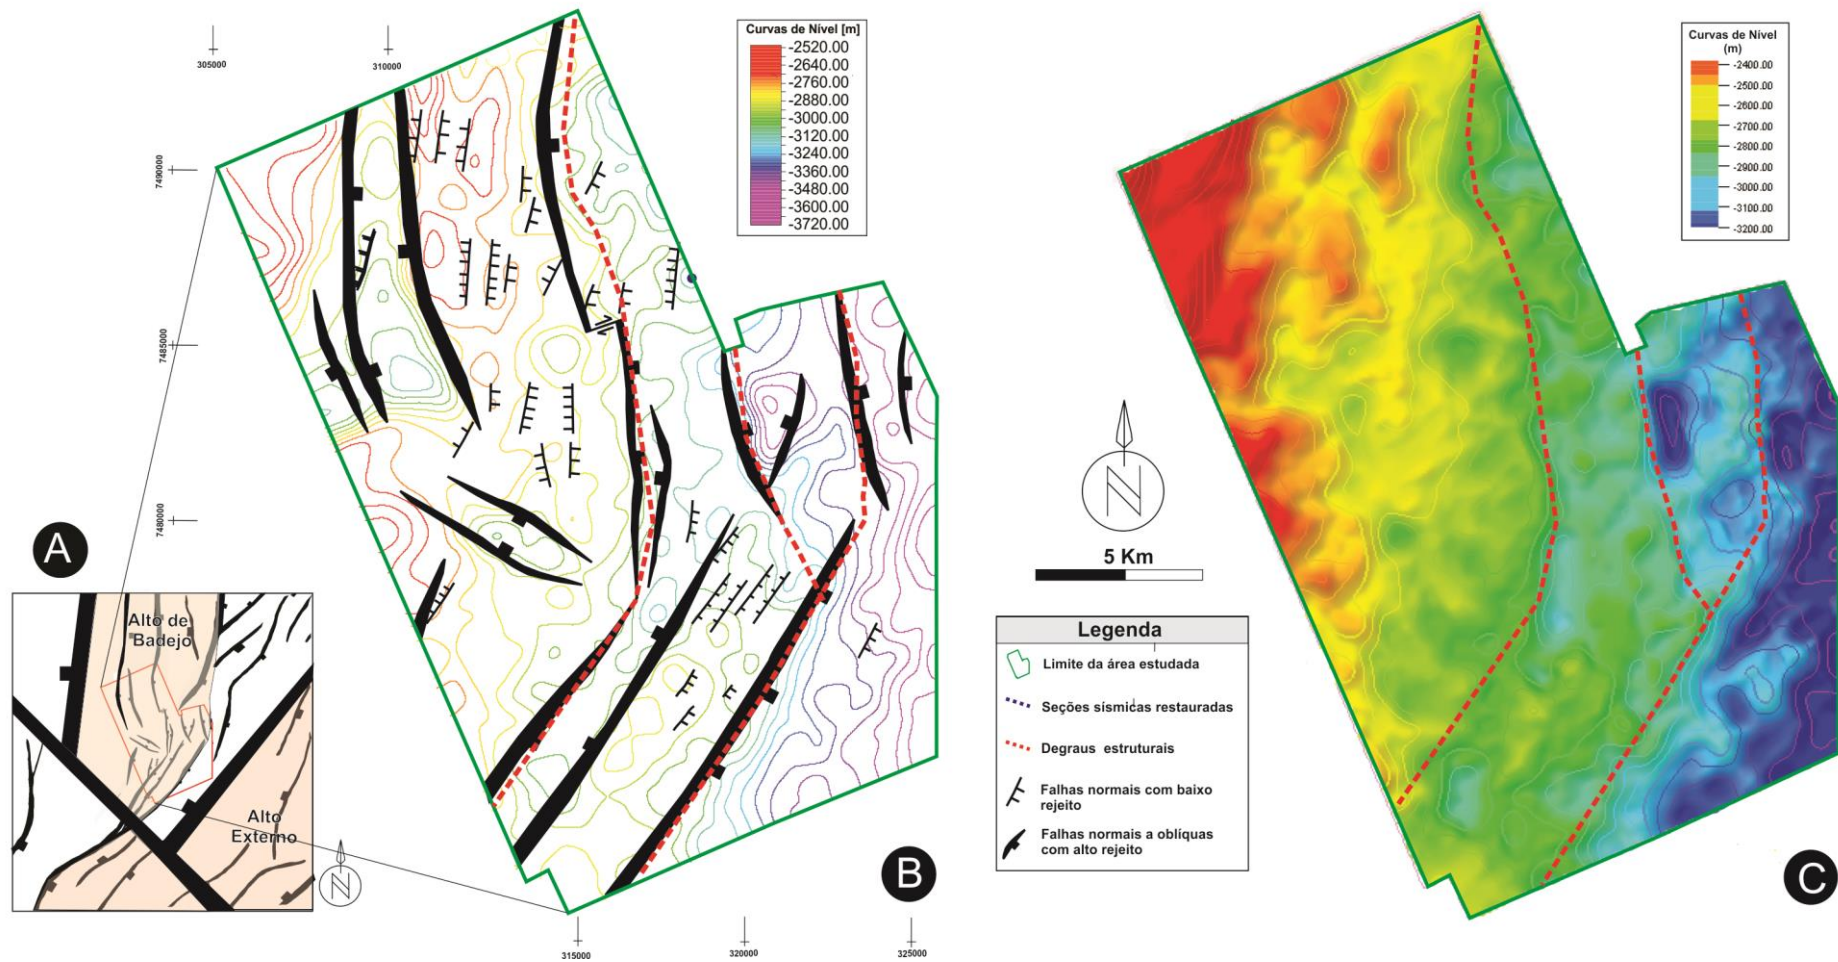 305000
310000
7490000
7485000
7480000
Curvas de Nível [m]
-2520.00
-2640.00
-2760.00
-2880.00
-3000.00
-3120.00
-3240.00
-3360.00
-3480.00
-3600.00
-3720.00
A
Alto de
Badejo
Alto
Externo
N
B
315000
320000
325000
N
5 Km
Legenda
Limite da área estudada
Seções sísmicas restauradas
Degraus estruturais
Falhas normais com baixo
rejeito
Falhas normais a oblíquas
com alto rejeito
Curvas de Nível
(m)
-2400.00
-2500.00
-2600.00
-2700.00
-2800.00
-2900.00
-3000.00
-3100.00
-3200.00
C